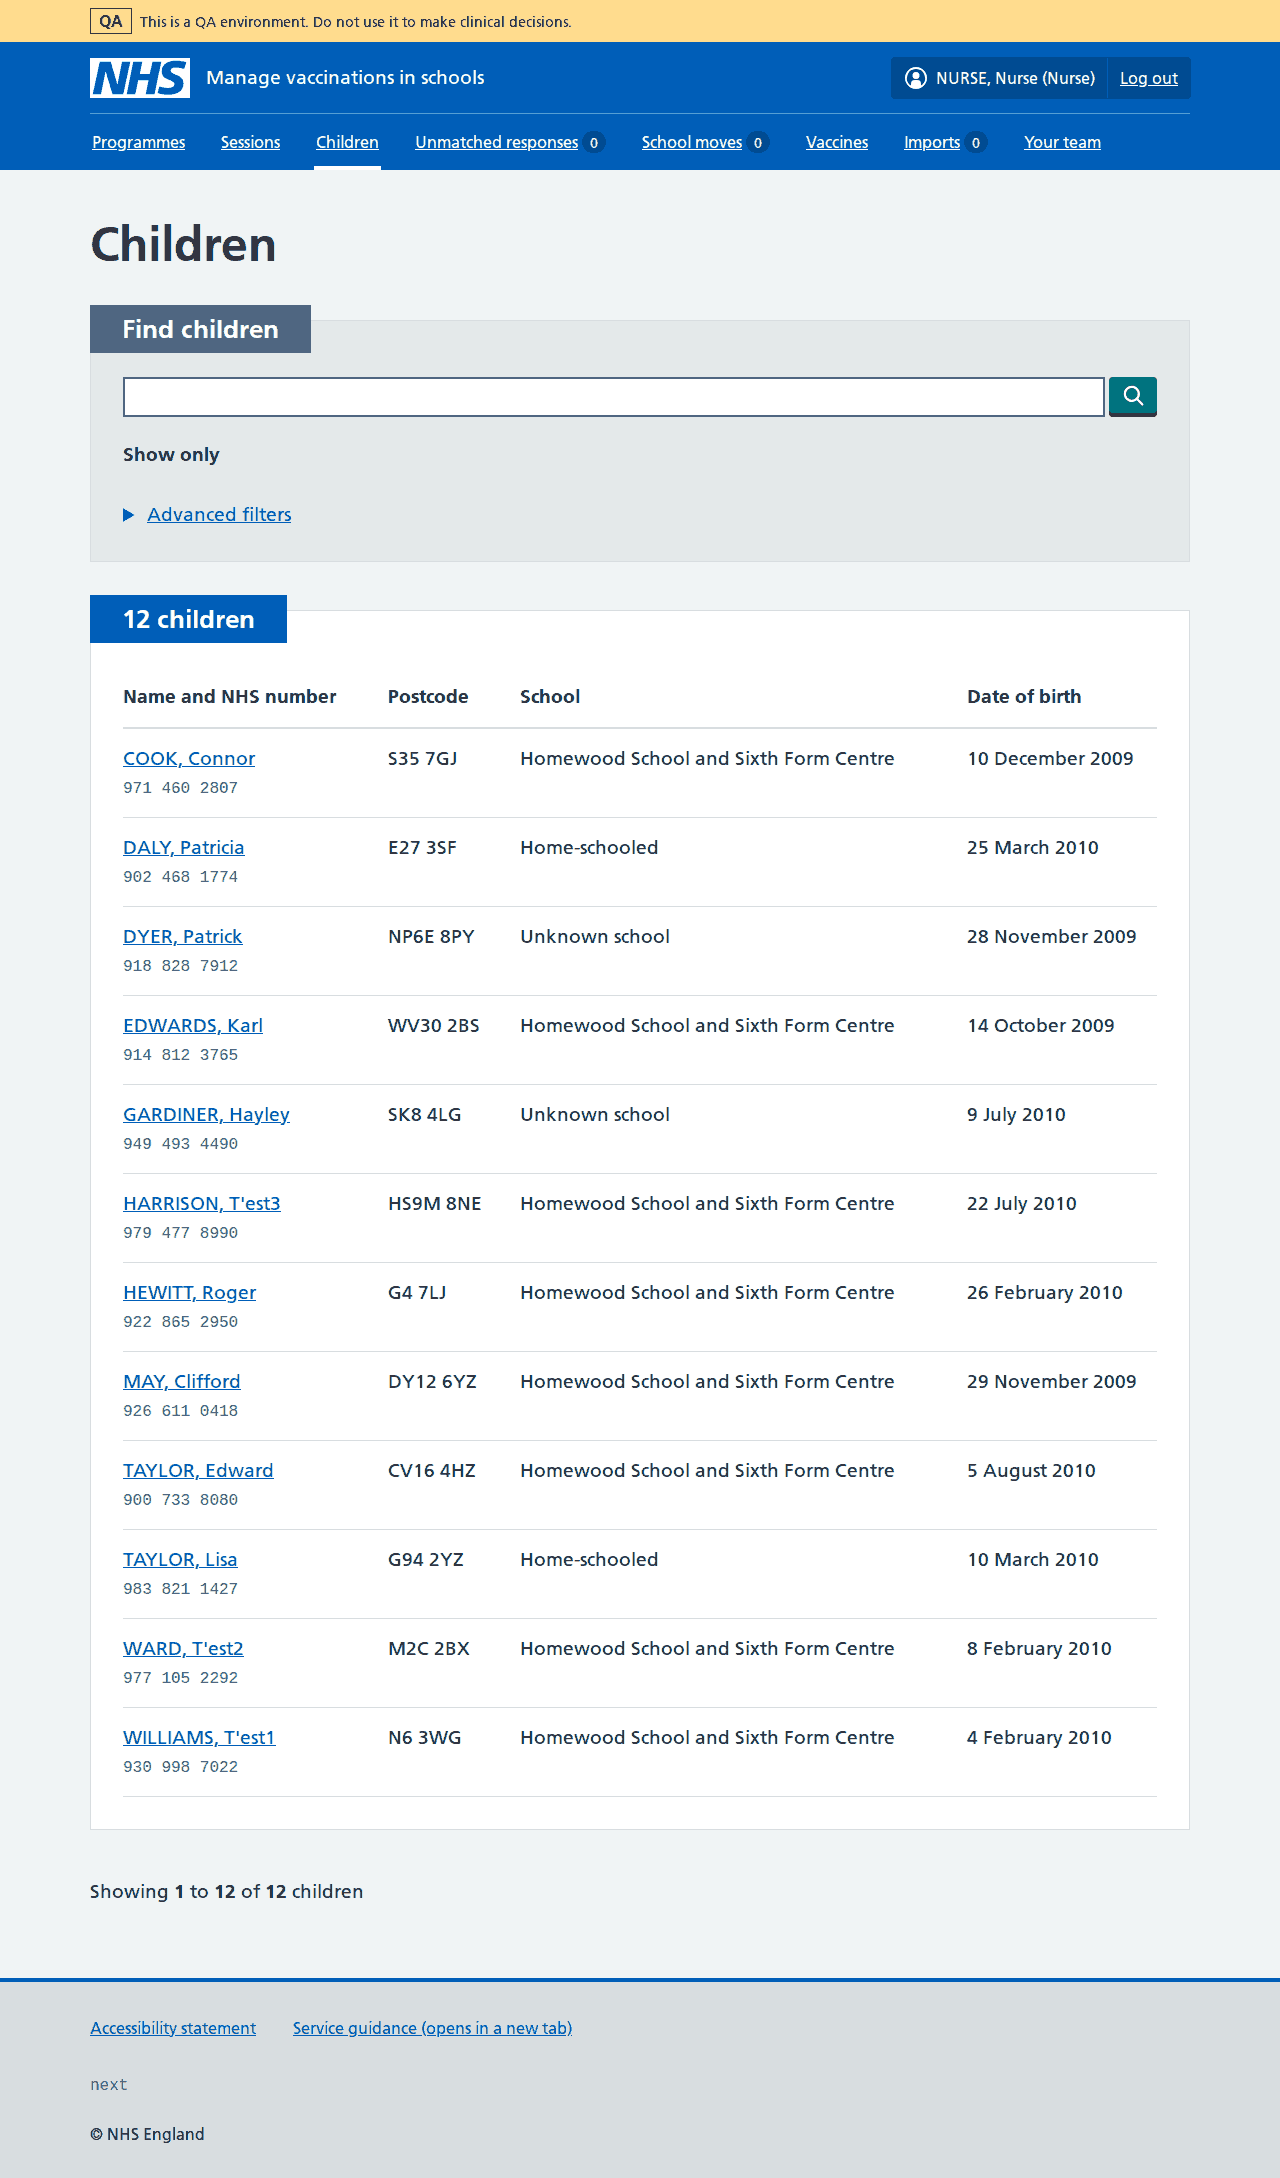 QA This is a QA environment. Do not use it to make clinical decisions.
NHS Manage vaccinations in schools NURSE, Nurse (Nurse) Log out
Programmes Sessions Children Unmatched responses 0 School moves 0 Vaccines Imports 0 Your team
Children
Find children
Show only
Advanced filters
12 children
Name and NHS number Postcode School Date of birth
COOK, Connor S35 7GJ Homewood School and Sixth Form Centre 10 December 2009
971 460 2807
DALY, Patricia E27 3SF Home-schooled 25 March 2010
902 468 1774
DYER, Patrick NP6E 8PY Unknown school 28 November 2009
918 828 7912
EDWARDS, Karl WV30 2BS Homewood School and Sixth Form Centre 14 October 2009
914 812 3765
GARDINER, Hayley SK8 4LG Unknown school 9 July 2010
949 493 4490
HARRISON, T'est3 HS9M 8NE Homewood School and Sixth Form Centre 22 July 2010
979 477 8990
HEWITT, Roger G4 7LJ Homewood School and Sixth Form Centre 26 February 2010
922 865 2950
MAY, Clifford DY12 6YZ Homewood School and Sixth Form Centre 29 November 2009
926 611 0418
TAYLOR, Edward CV16 4HZ Homewood School and Sixth Form Centre 5 August 2010
900 733 8080
TAYLOR, Lisa G94 2YZ Home-schooled 10 March 2010
983 821 1427
WARD, T'est2 M2C 2BX Homewood School and Sixth Form Centre 8 February 2010
977 105 2292
WILLIAMS, T'est1 N6 3WG Homewood School and Sixth Form Centre 4 February 2010
930 998 7022
Showing 1 to 12 of 12 children
Accessibility statement Service guidance (opens in a new tab)
next
© NHS England